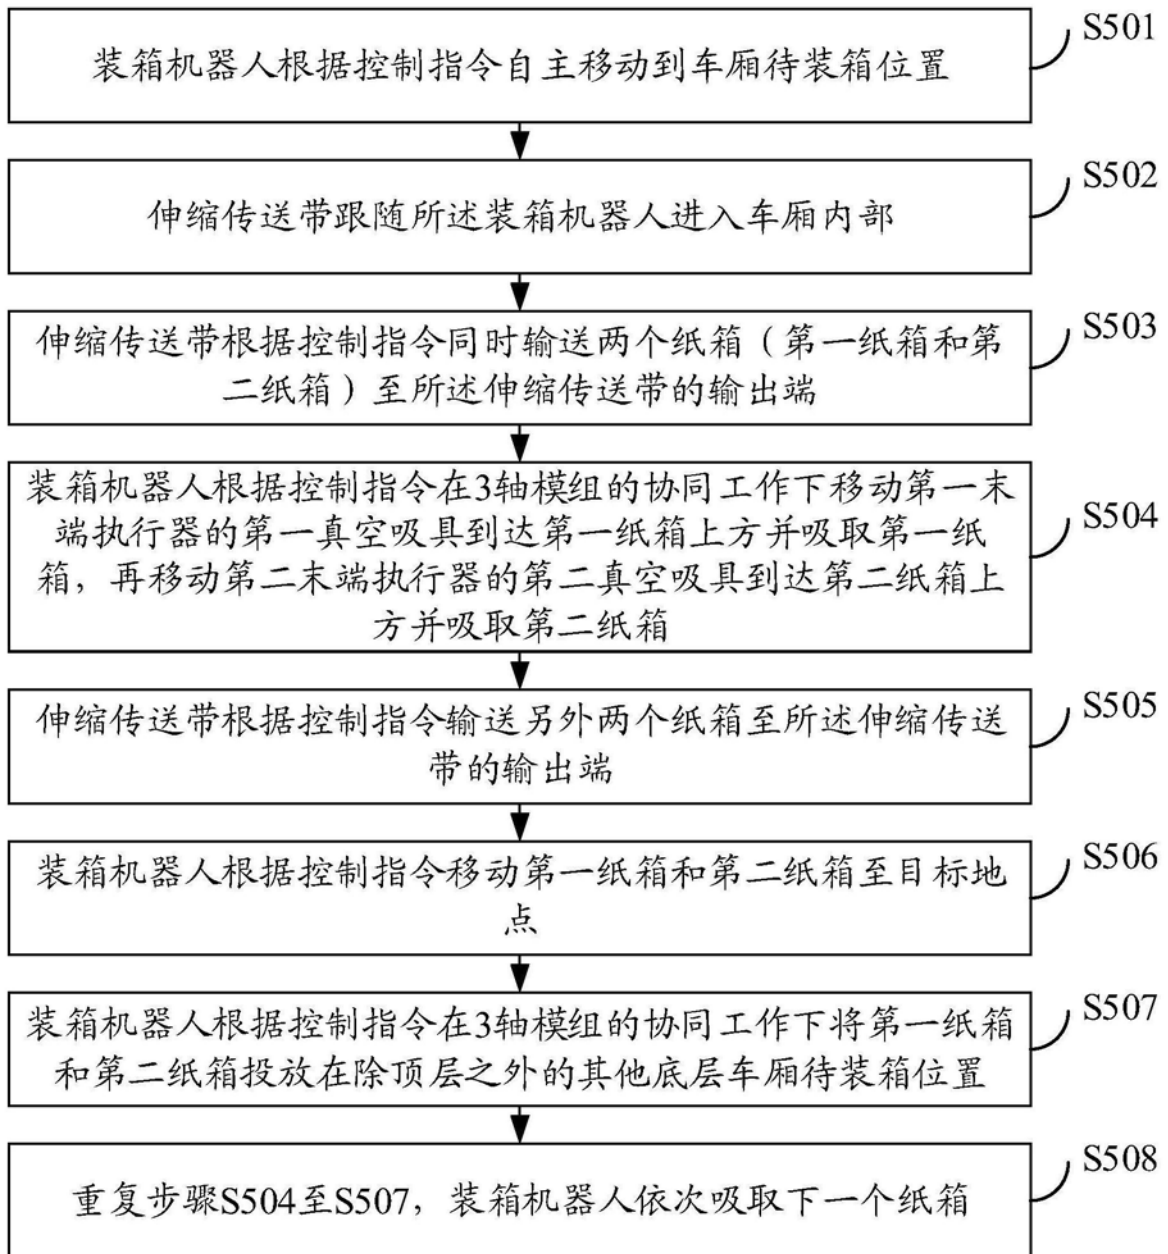 S501
装箱机器人根据控制指令自主移动到车厢待装箱位置
S502
伸缩传送带跟随所述装箱机器人进入车厢内部
S503
伸缩传送带根据控制指令同时输送两个纸箱（第一纸箱和第
二纸箱）至所述伸缩传送带的输出端
S504
装箱机器人根据控制指令在3轴模组的协同工作下移动第一末
端执行器的第一真空吸具到达第一纸箱上方并吸取第一纸
箱，再移动第二末端执行器的第二真空吸具到达第二纸箱上
方并吸取第二纸箱
S505
伸缩传送带根据控制指令输送另外两个纸箱至所述伸缩传送
带的输出端
S506
装箱机器人根据控制指令移动第一纸箱和第二纸箱至目标地
点
S507
装箱机器人根据控制指令在3轴模组的协同工作下将第一纸箱
和第二纸箱投放在除顶层之外的其他底层车厢待装箱位置
S508
重复步骤S504至S507，装箱机器人依次吸取下一个纸箱